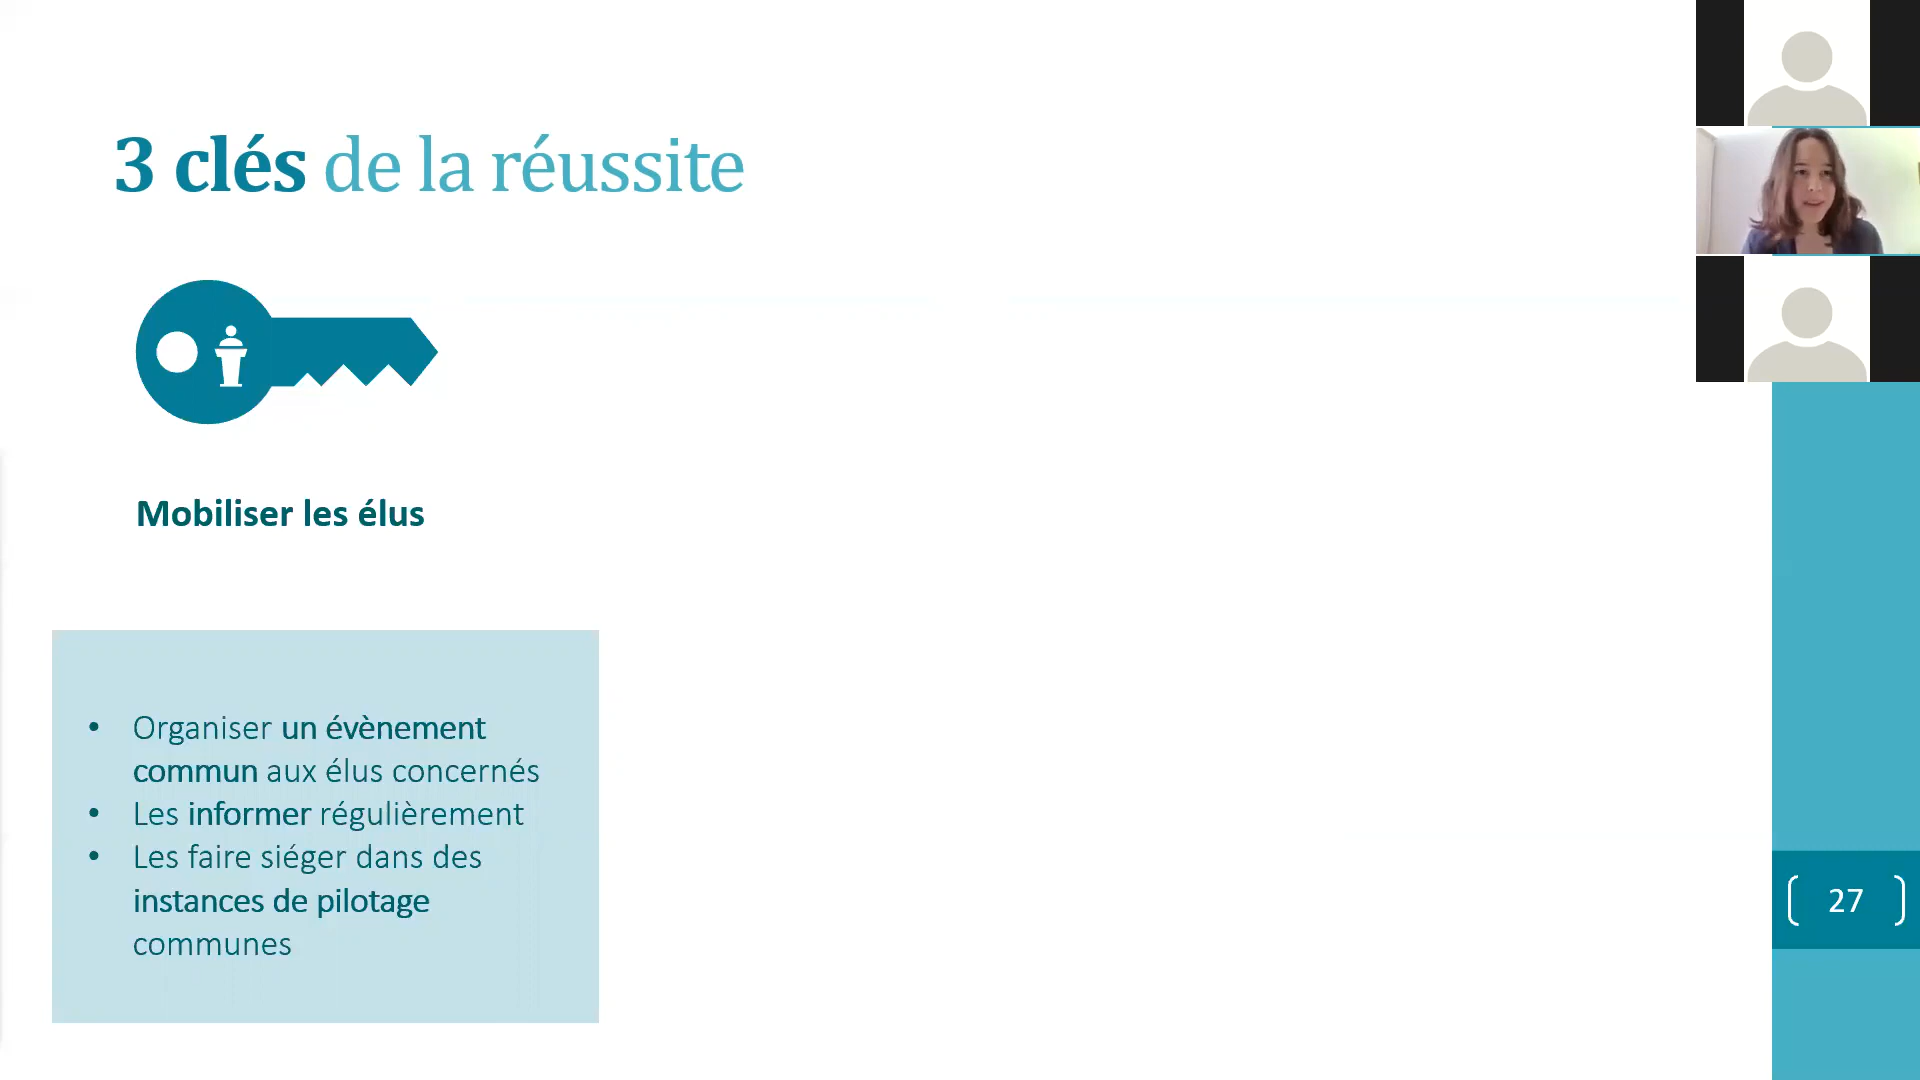 3 clés de la réussite
Mobiliser les élus
• Organiser un évènement
commun aux élus concernés
• Les informer régulièrement
• Les faire siéger dans des
instances de pilotage
communes
27